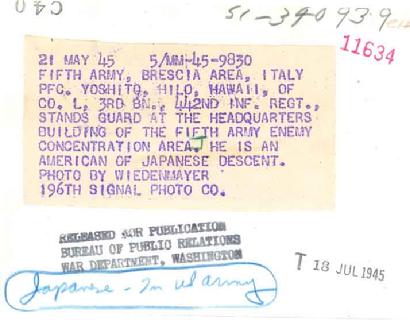 C40
51-340939
11634
21 MAY 45 5/MM-45-9830
FIFTH ARMY, BRESCIA AREA, ITALY
PFC. YOSHITO, HILO, HAWAII, OF
CO. L, 3RD BN., 442ND INF. REGT.,
STANDS GUARD AT THE HEADQUARTERS
BUILDING OF THE FIFTH ARMY ENEMY
CONCENTRATION AREA. HE IS AN
AMERICAN OF JAPANESE DESCENT.
PHOTO BY WIEDENMAYER
196TH SIGNAL PHOTO CO.
RELEASED FOR PUBLICATION
BUREAU OF PUBLIC RELATIONS
WAR DEPARTMENT, WASHINGTON
T 18 JUL 1945
Japanese - In US Army